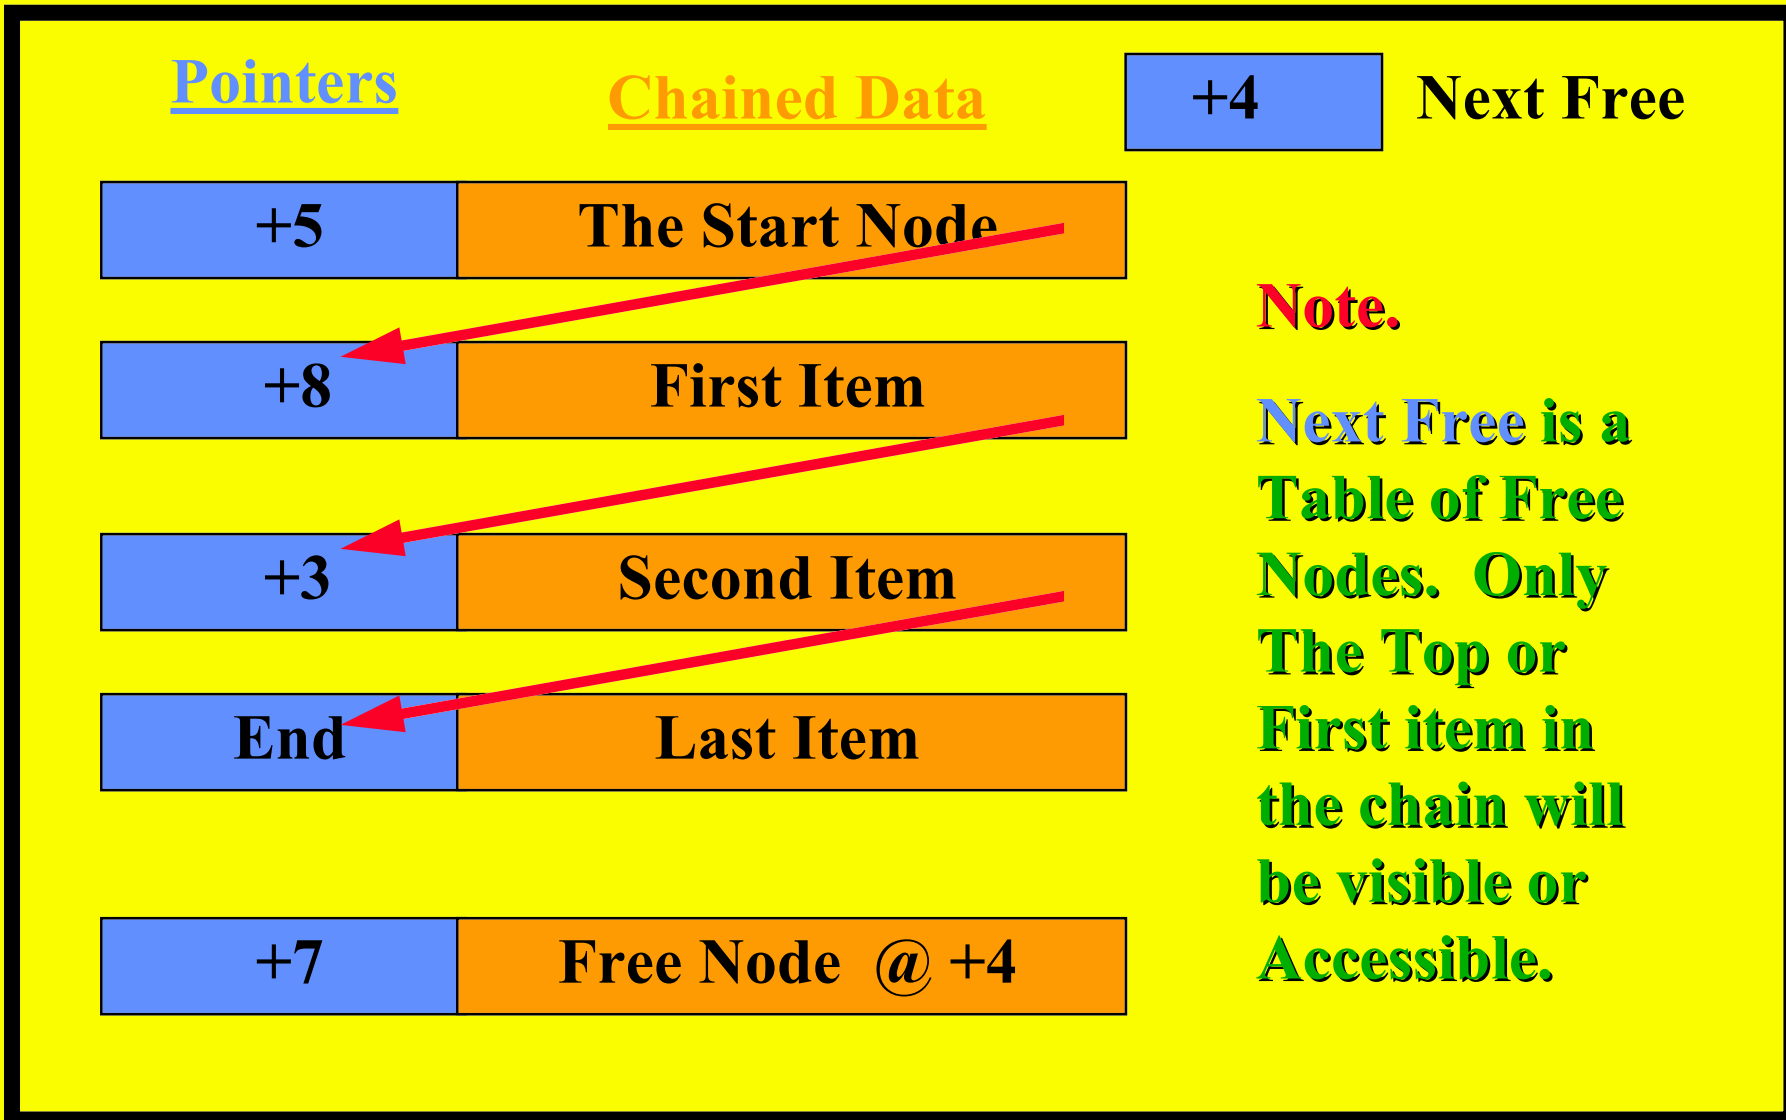 Pointers
Chained Data
+4
Next Free
+5
The Start Node
+8
First Item
+3
Second Item
End
Last Item
+7
Free Node @ +4
Note.
Next Free is a
Table of Free
Nodes. Only
The Top or
First item in
the chain will
be visible or
Accessible.